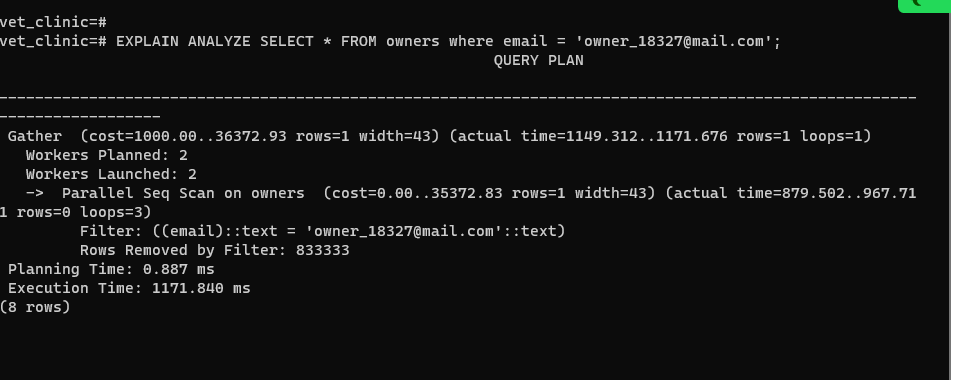 vet_clinic=#
vet_clinic=# EXPLAIN ANALYZE SELECT * FROM owners where email = 'owner_18327@mail.com';
QUERY PLAN
------------------------------------------------------------------------------------------------------
------------------
Gather  (cost=1000.00..36372.93 rows=1 width=43) (actual time=1149.312..1171.676 rows=1 loops=1)
Workers Planned: 2
Workers Launched: 2
->  Parallel Seq Scan on owners  (cost=0.00..35372.83 rows=1 width=43) (actual time=879.502..967.71
1 rows=0 loops=3)
Filter: ((email)::text = 'owner_18327@mail.com'::text)
Rows Removed by Filter: 833333
Planning Time: 0.887 ms
Execution Time: 1171.840 ms
(8 rows)